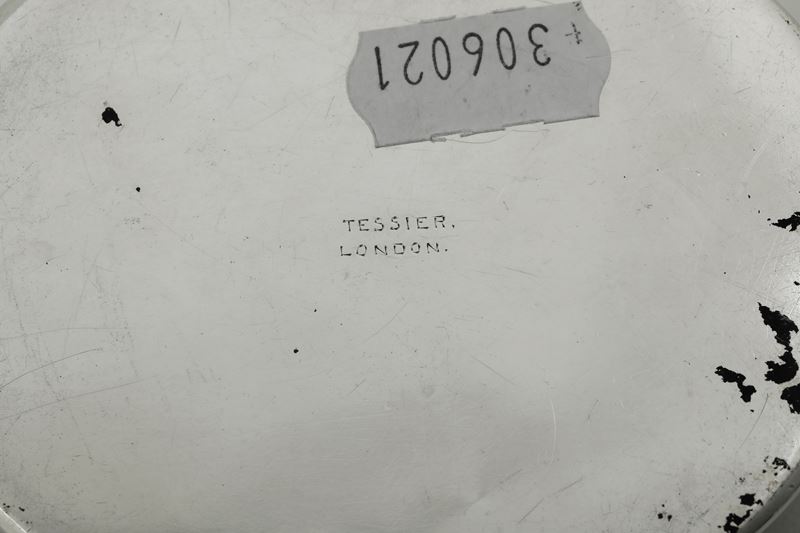 306021
TESSIER,
LONDON.